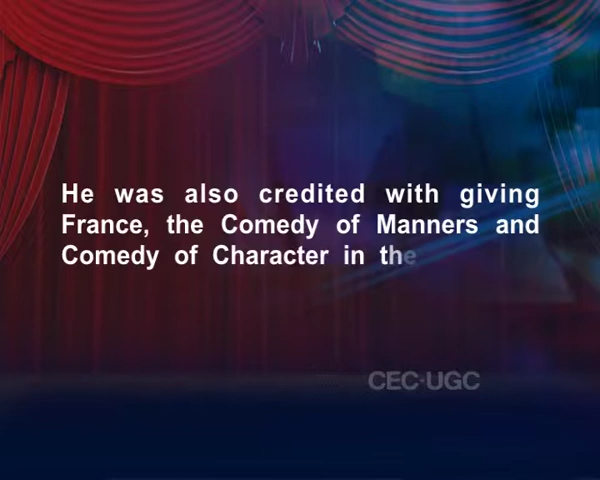 He was also credited with giving
France, the Comedy of Manners and
Comedy of Character in the
CEC-UGC